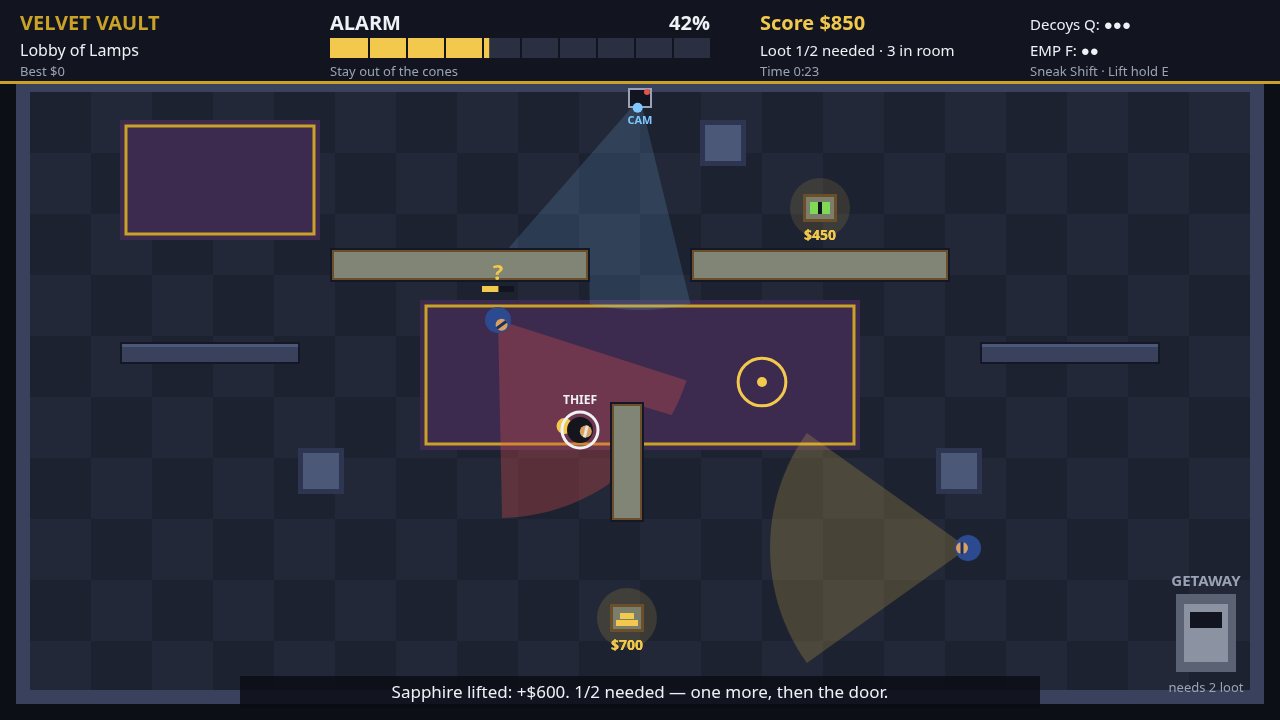 VELVET VAULT
Lobby of Lamps
Best $0
ALARM 42%
Stay out of the cones
Score $850
Loot 1/2 needed · 3 in room
Time 0:23
Decoys Q: ●●●
EMP F: ●●
Sneak Shift · Lift hold E
CAM
$450
?
THIEF
GETAWAY
$700
needs 2 loot
Sapphire lifted: +$600. 1/2 needed — one more, then the door.